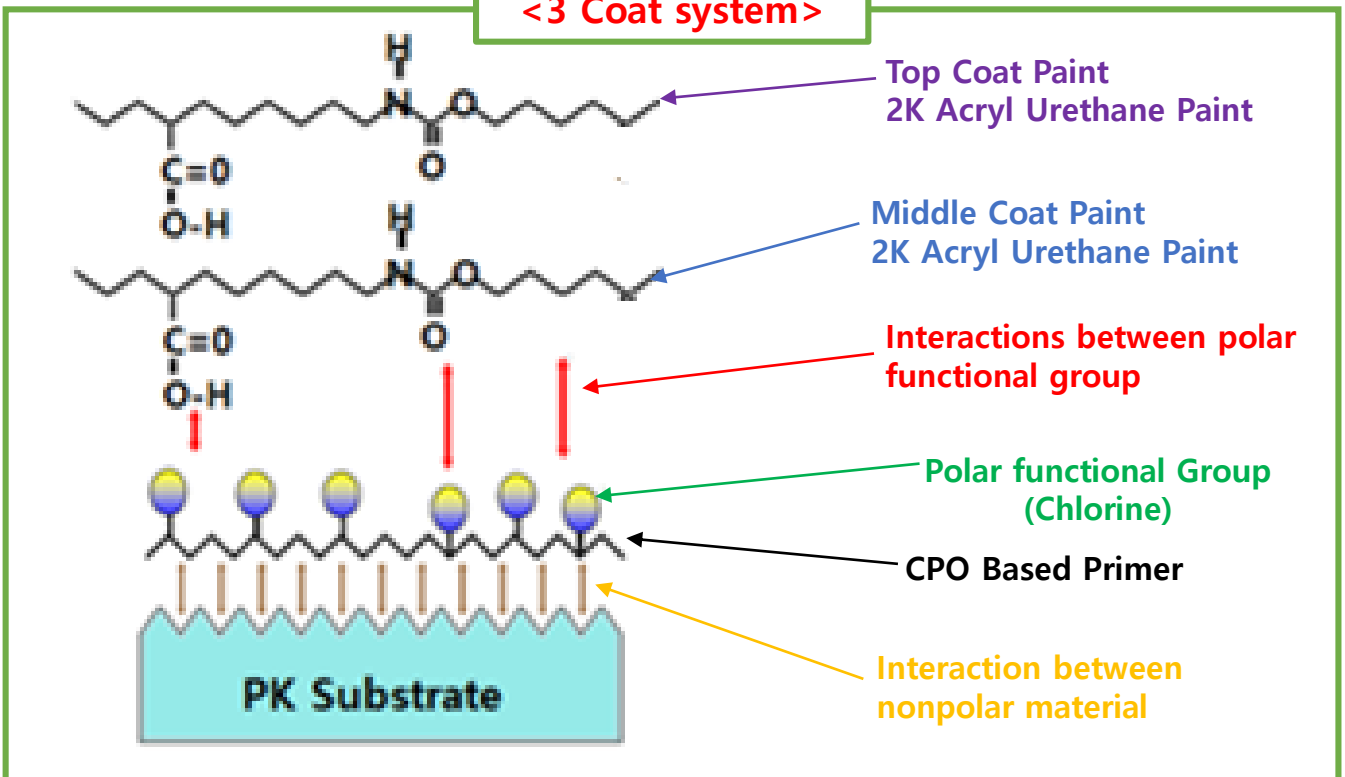 <3 Coat system>
H
N
O
O
C=0
O-H
Top Coat Paint
2K Acryl Urethane Paint
H
N
O
O
C=0
O-H
Middle Coat Paint
2K Acryl Urethane Paint
Interactions between polar
functional group
Polar functional Group
(Chlorine)
CPO Based Primer
Interaction between
nonpolar material
PK Substrate